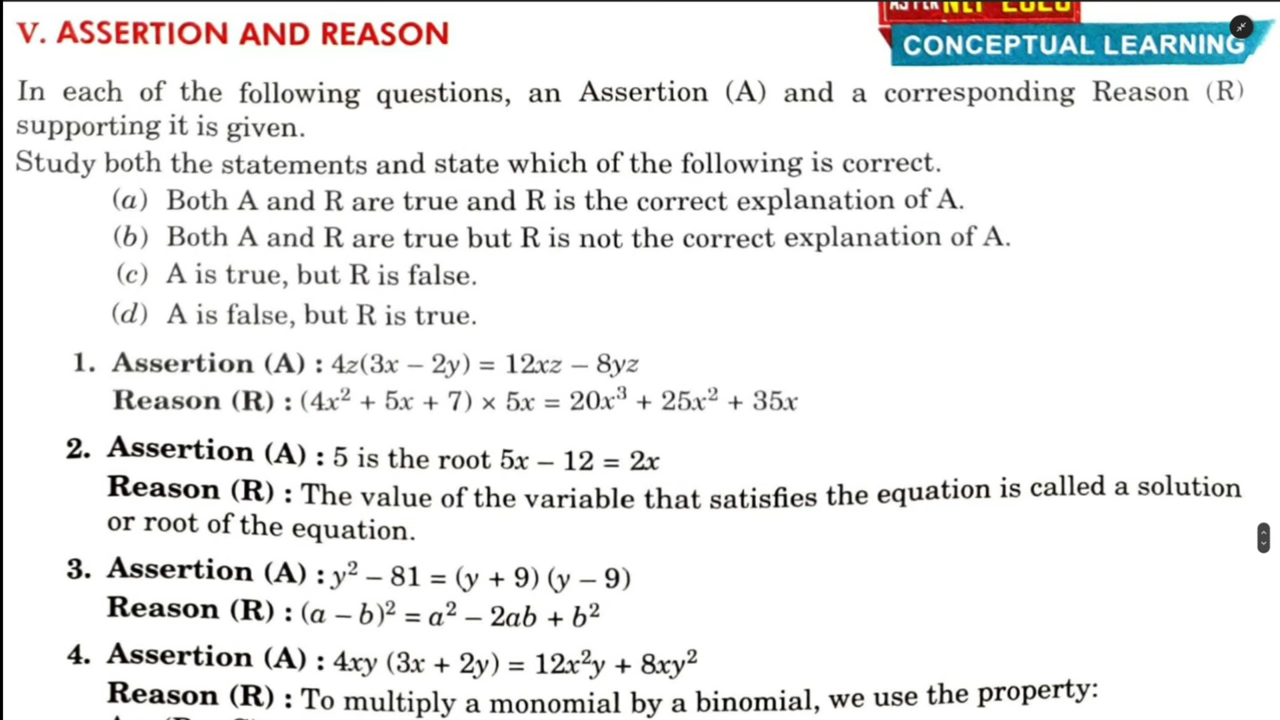 V. ASSERTION AND REASON
CONCEPTUAL LEARNING
In each of the following questions, an Assertion (A) and a corresponding Reason (R)
supporting it is given.
Study both the statements and state which of the following is correct.
(a) Both A and R are true and R is the correct explanation of A.
(b) Both A and R are true but R is not the correct explanation of A.
(c) A is true, but R is false.
(d) A is false, but R is true.
1. Assertion (A) : 4z(3x – 2y) = 12xz – 8yz
Reason (R) : (4x² + 5x + 7) × 5x = 20x³ + 25x² + 35x
2. Assertion (A) : 5 is the root 5x – 12 = 2x
Reason (R) : The value of the variable that satisfies the equation is called a solution
or root of the equation.
3. Assertion (A) : y² – 81 = (y + 9) (y – 9)
Reason (R) : (a – b)² = a² – 2ab + b²
4. Assertion (A) : 4xy (3x + 2y) = 12x²y + 8xy²
Reason (R) : To multiply a monomial by a binomial, we use the property: